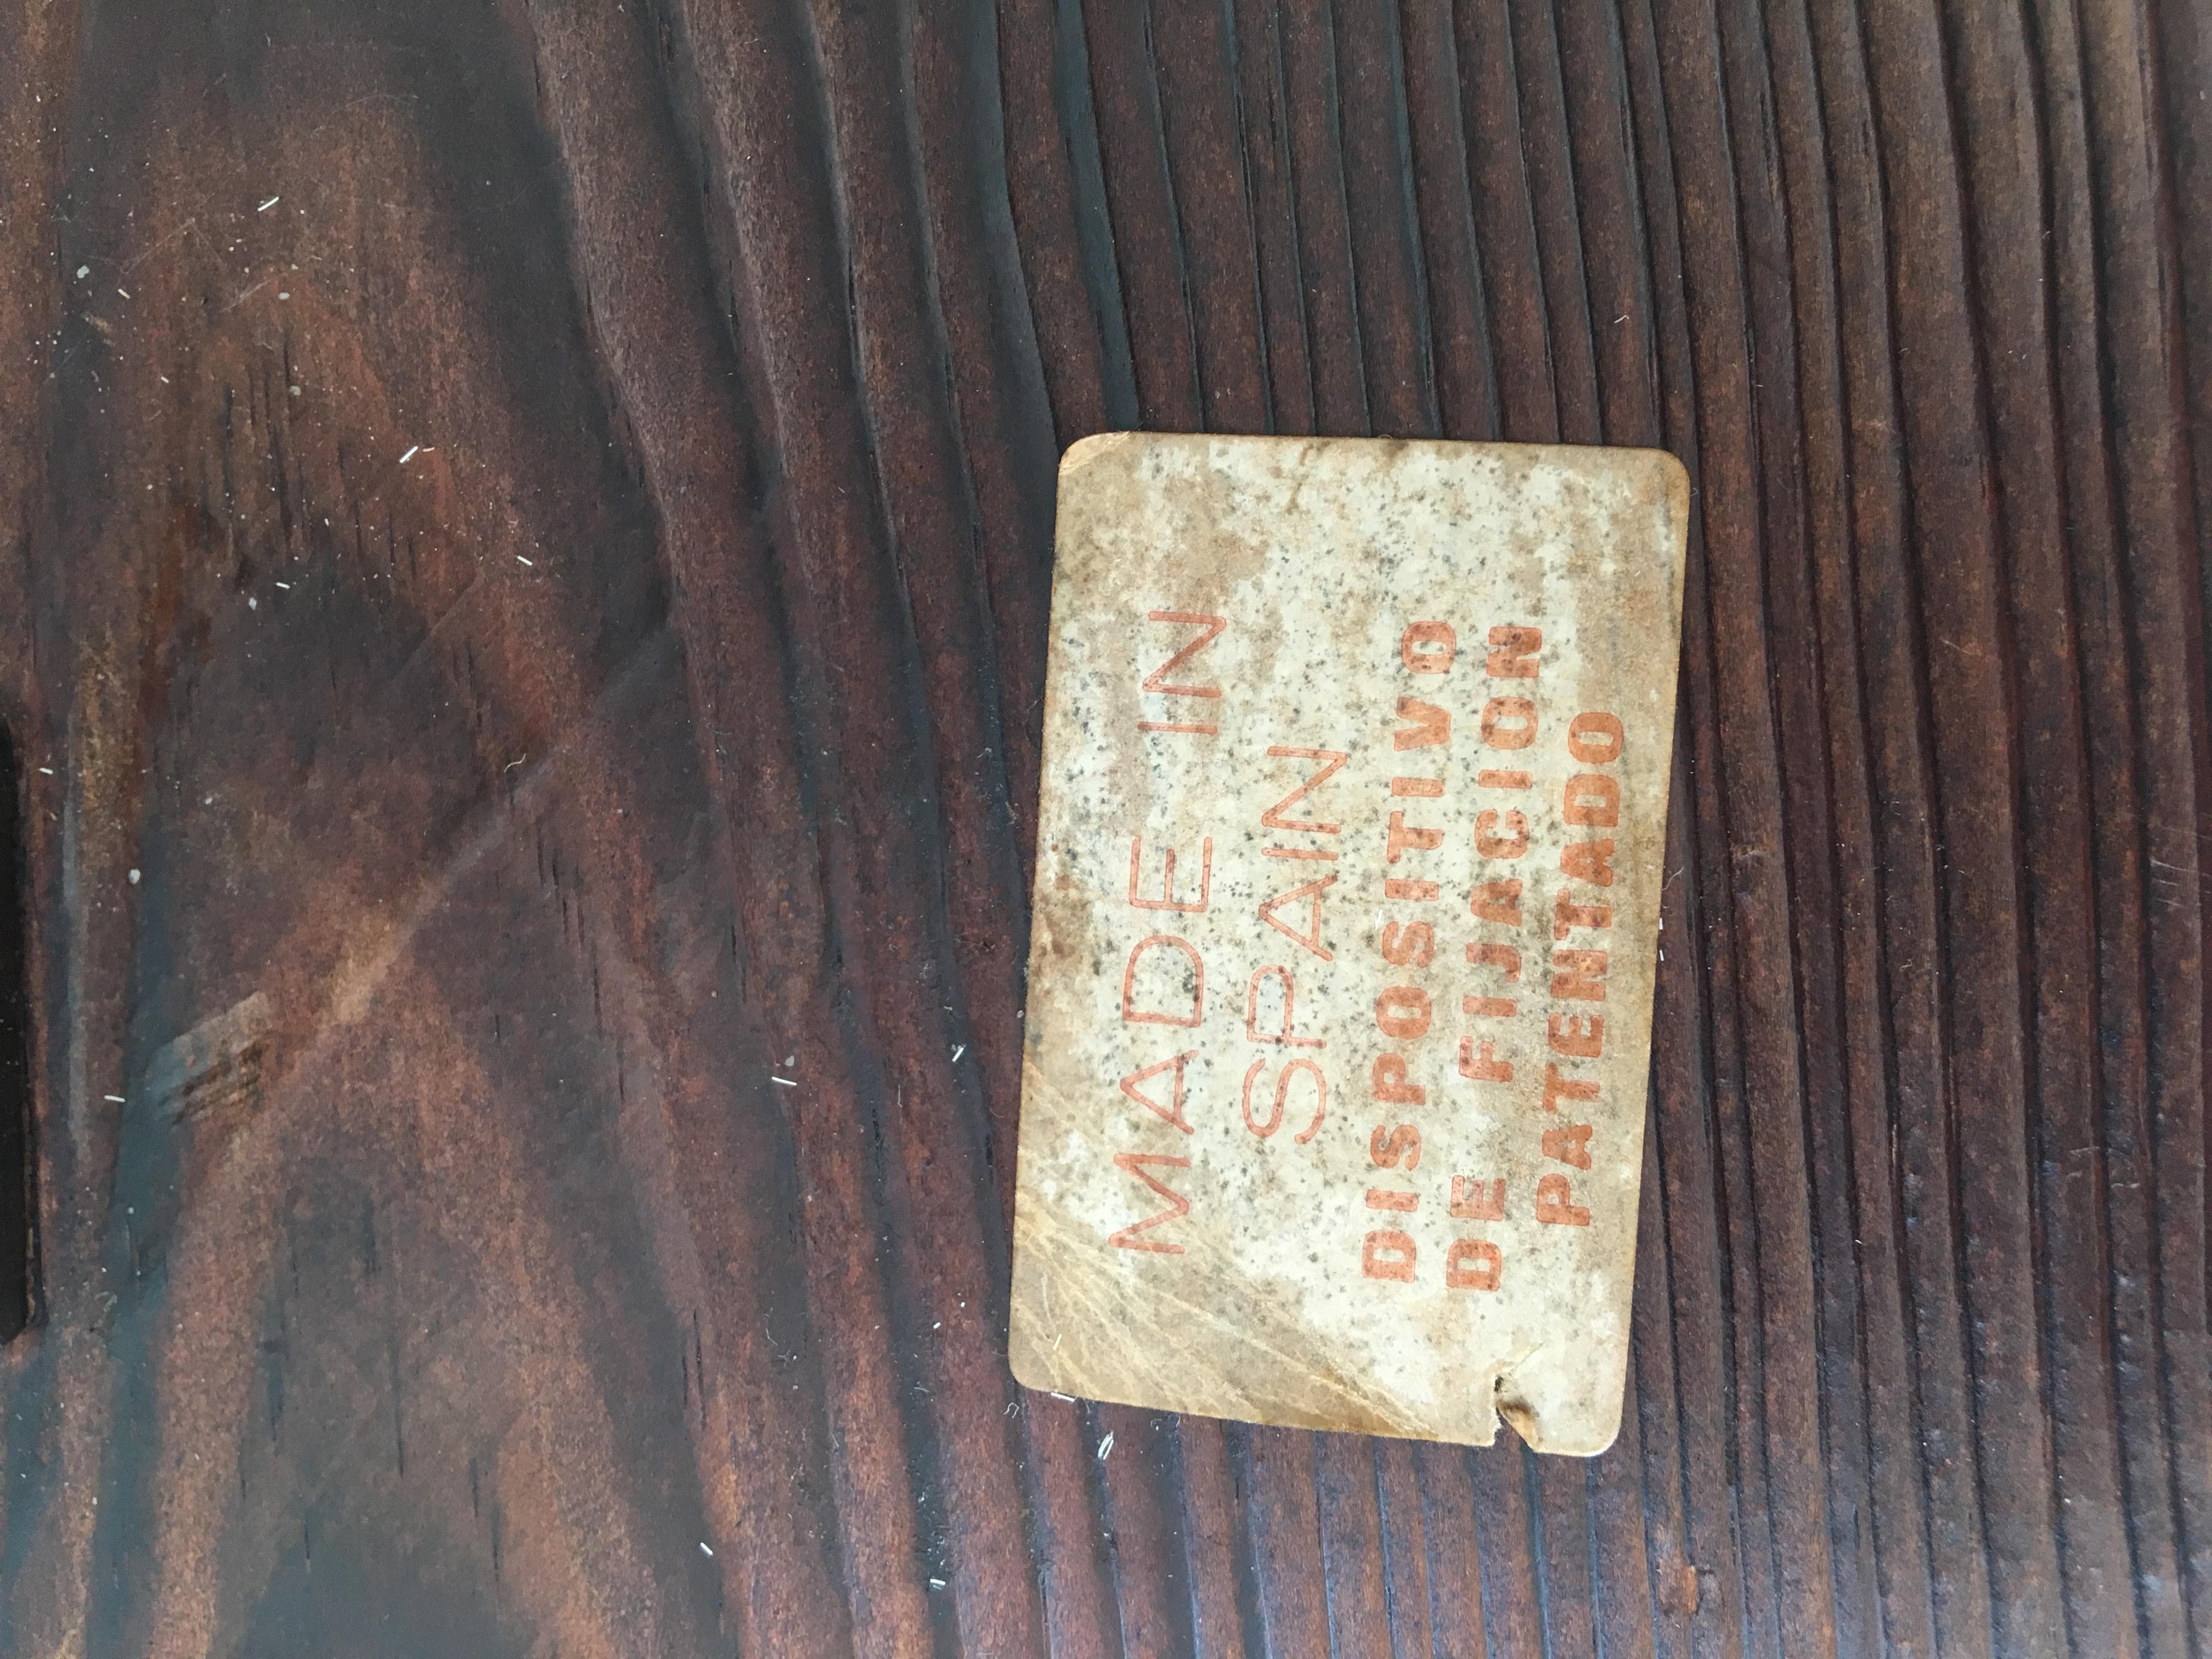 MADE IN
SPAIN
DISPOSITIVO
DE FIJACION
PATENTADO